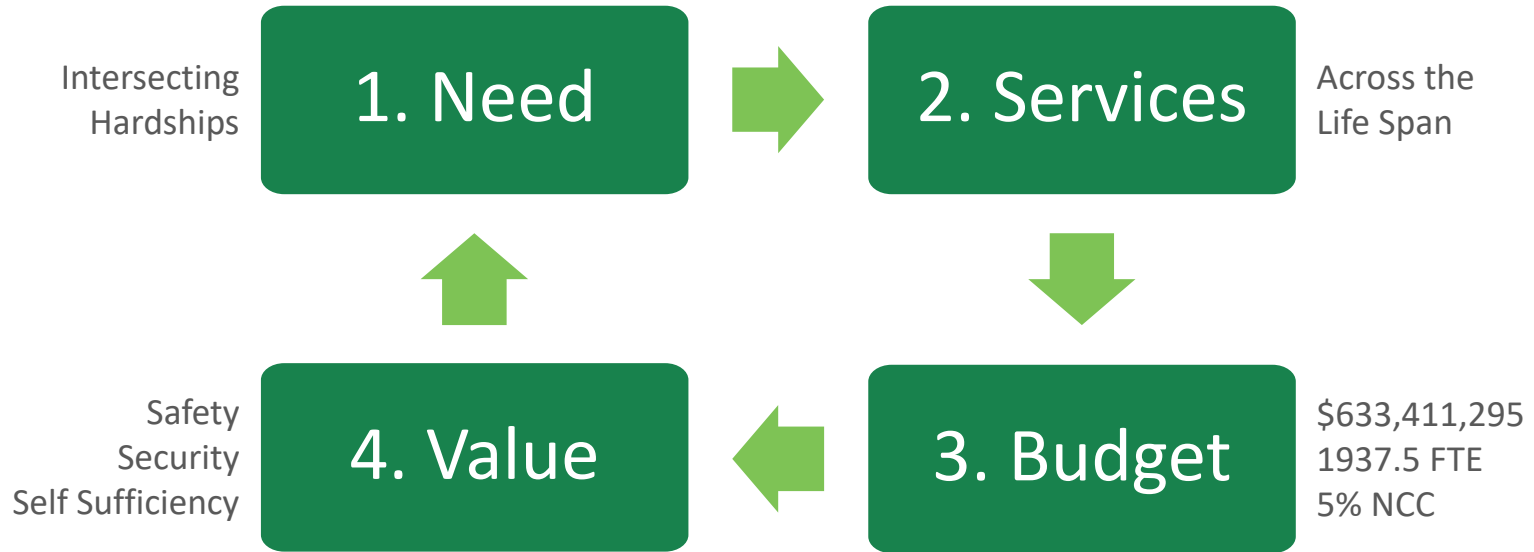 Intersecting
Hardships
1. Need
2. Services
Across the
Life Span
Safety
Security
Self Sufficiency
4. Value
3. Budget
$633,411,295
1937.5 FTE
5% NCC